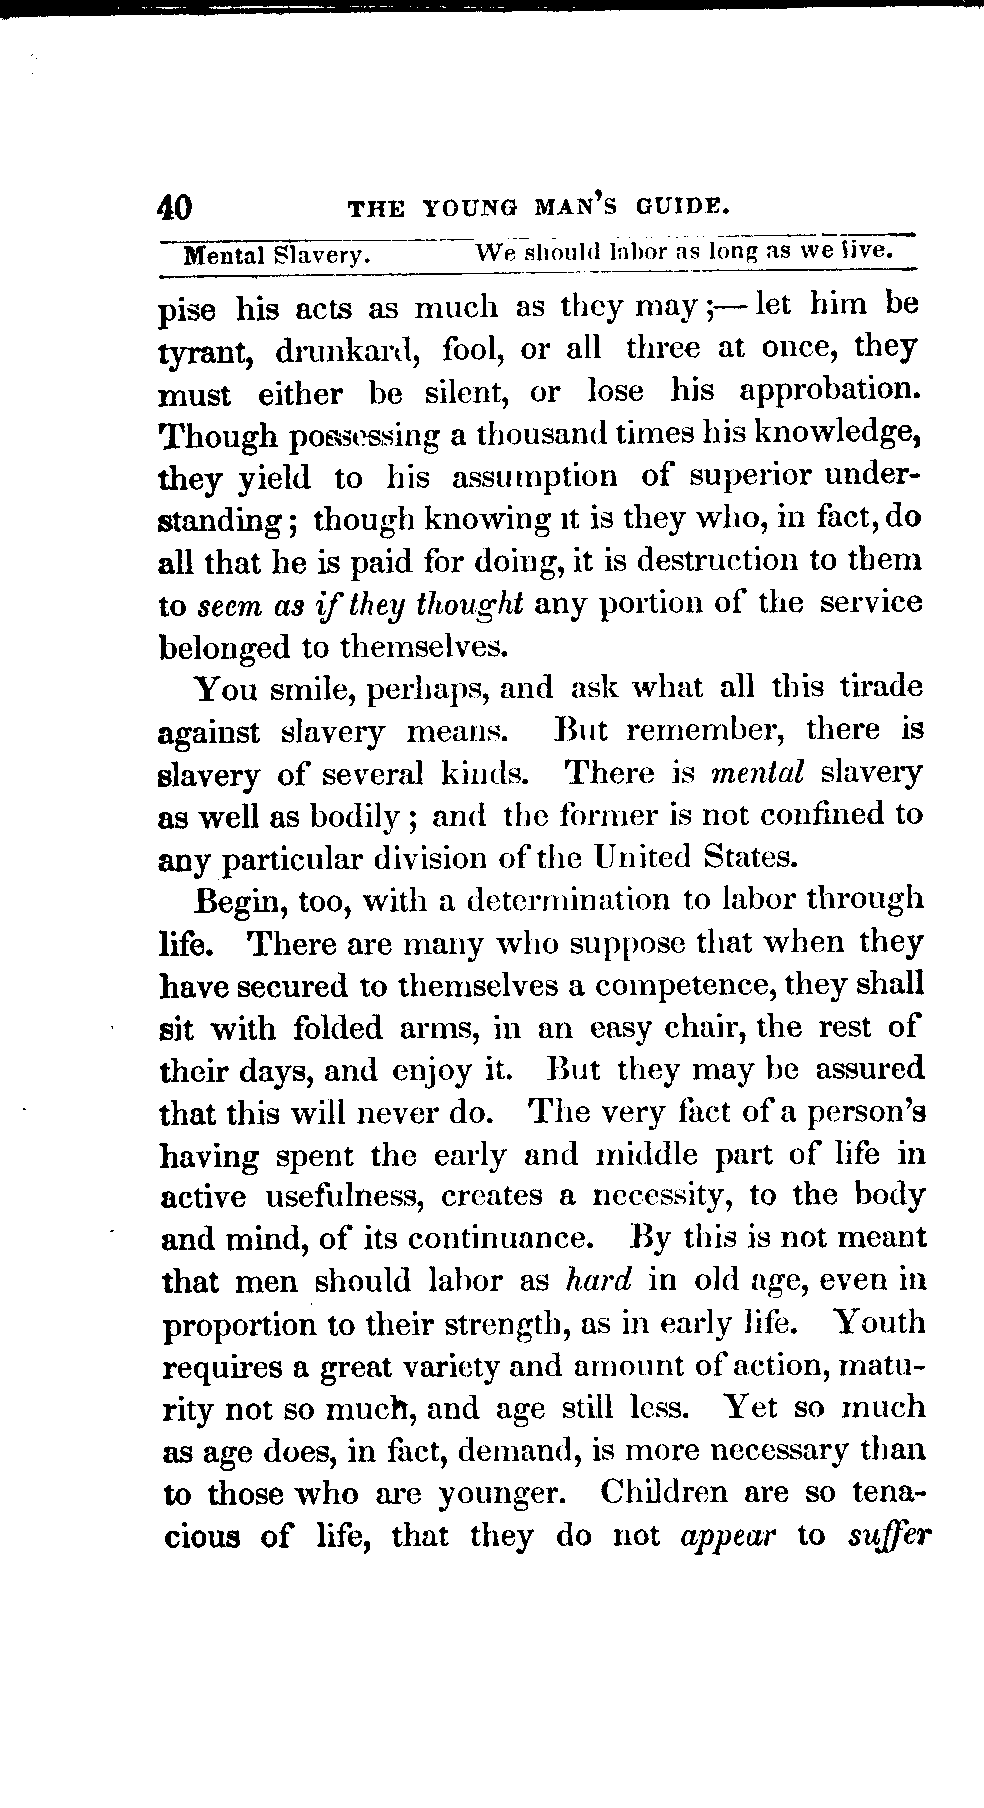 40 THE YOUNG MAN'S GUIDE.
Mental Slavery. We should labor as long as we live.
pise his acts as much as they may;— let him be
tyrant, drunkard, fool, or all three at once, they
must either be silent, or lose his approbation.
Though possessing a thousand times his knowledge,
they yield to his assumption of superior under-
standing; though knowing it is they who, in fact, do
all that he is paid for doing, it is destruction to them
to seem as if they thought any portion of the service
belonged to themselves.
You smile, perhaps, and ask what all this tirade
against slavery means. But remember, there is
slavery of several kinds. There is mental slavery
as well as bodily; and the former is not confined to
any particular division of the United States.
Begin, too, with a determination to labor through
life. There are many who suppose that when they
have secured to themselves a competence, they shall
sit with folded arms, in an easy chair, the rest of
their days, and enjoy it. But they may be assured
that this will never do. The very fact of a person's
having spent the early and middle part of life in
active usefulness, creates a necessity, to the body
and mind, of its continuance. By this is not meant
that men should labor as hard in old age, even in
proportion to their strength, as in early life. Youth
requires a great variety and amount of action, matu-
rity not so much, and age still less. Yet so much
as age does, in fact, demand, is more necessary than
to those who are younger. Children are so tena-
cious of life, that they do not appear to suffer